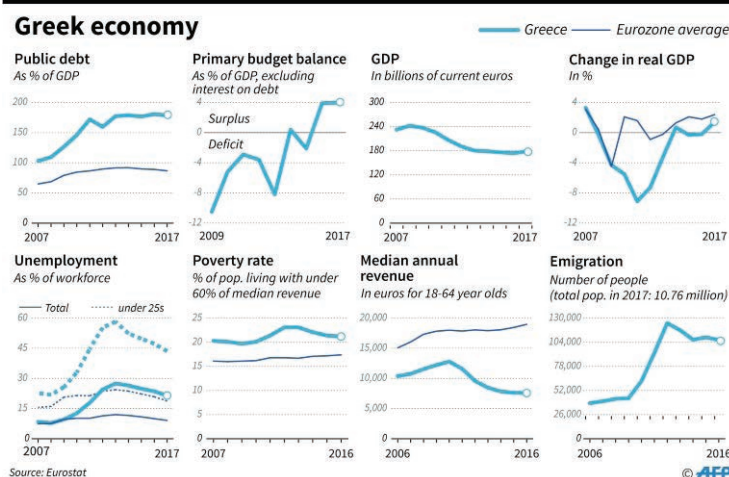 Greek economy
Greece Eurozone average
Public debt
As % of GDP
200
150
100
50
0
2007 2017
Primary budget balance
As % of GDP, excluding
interest on debt
4
Surplus
0
Deficit
-4
-8
-12
2009 2017
GDP
In billions of current euros
300
240
180
120
60
0
2007 2017
Change in real GDP
In %
4
0
-4
-8
-12
2007 2017
Unemployment
As % of workforce
Total under 25s
60
45
30
15
0
2007 2017
Poverty rate
% of pop. living with under
60% of median revenue
25
20
15
10
5
0
2007 2016
Median annual
revenue
In euros for 18-64 year olds
20,000
15,000
10,000
5,000
0
2006 2016
Emigration
Number of people
(total pop. in 2017: 10.76 million)
130,000
104,000
78,000
52,000
26,000
0
2006 2016
Source: Eurostat
© AFP